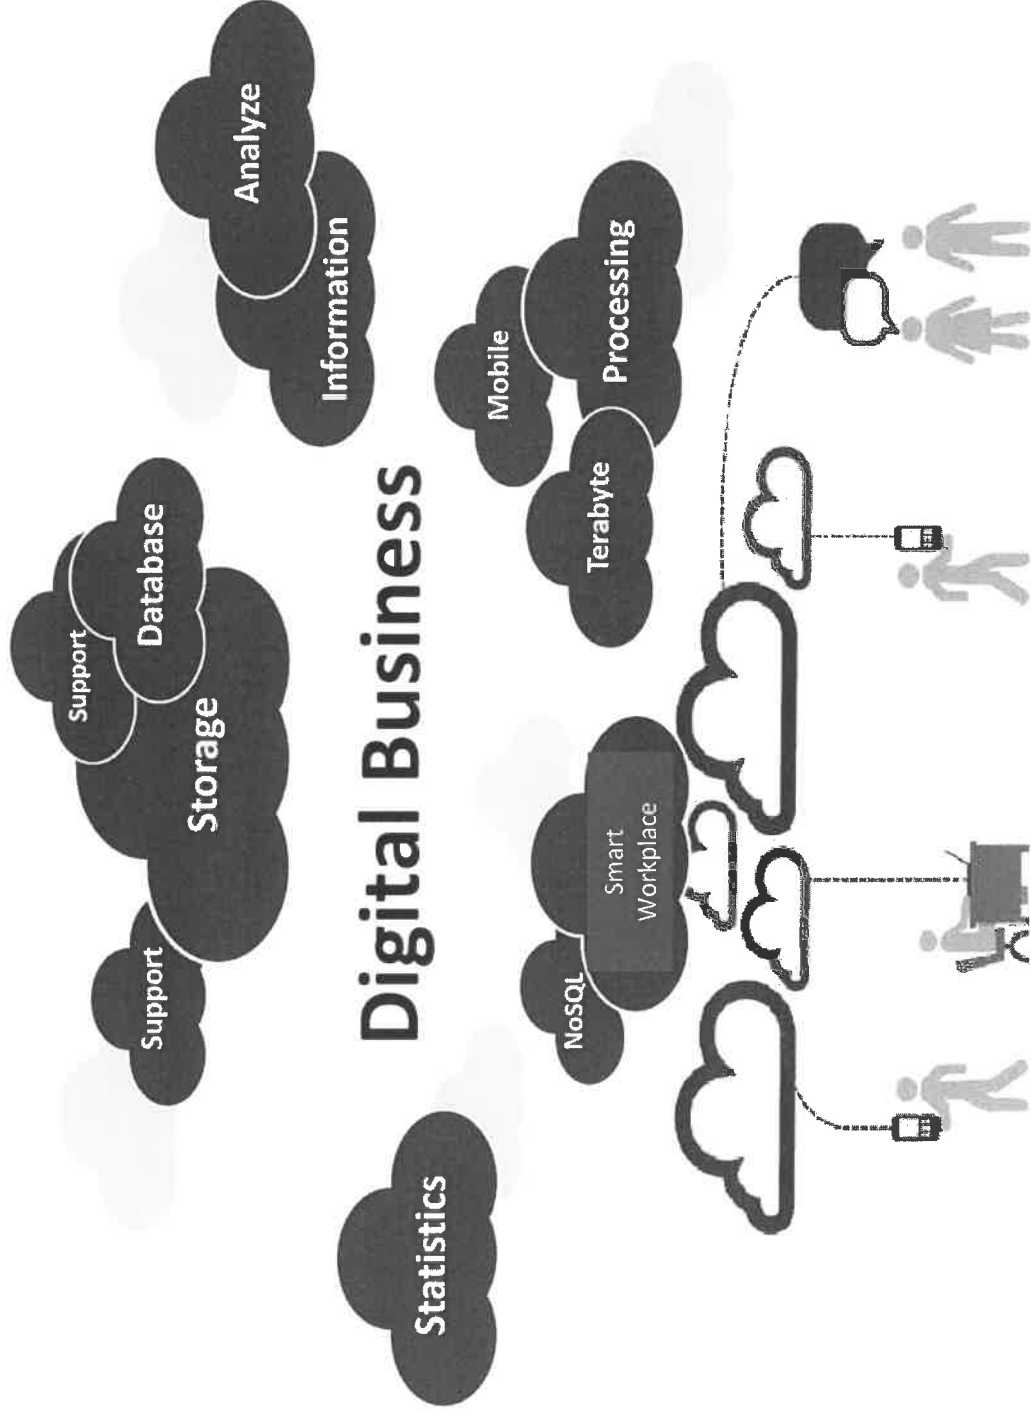 Support
Database
Analyze
Support
Storage
Information
Digital Business
Statistics
Mobile
NoSQL
Smart
Workplace
Terabyte
Processing